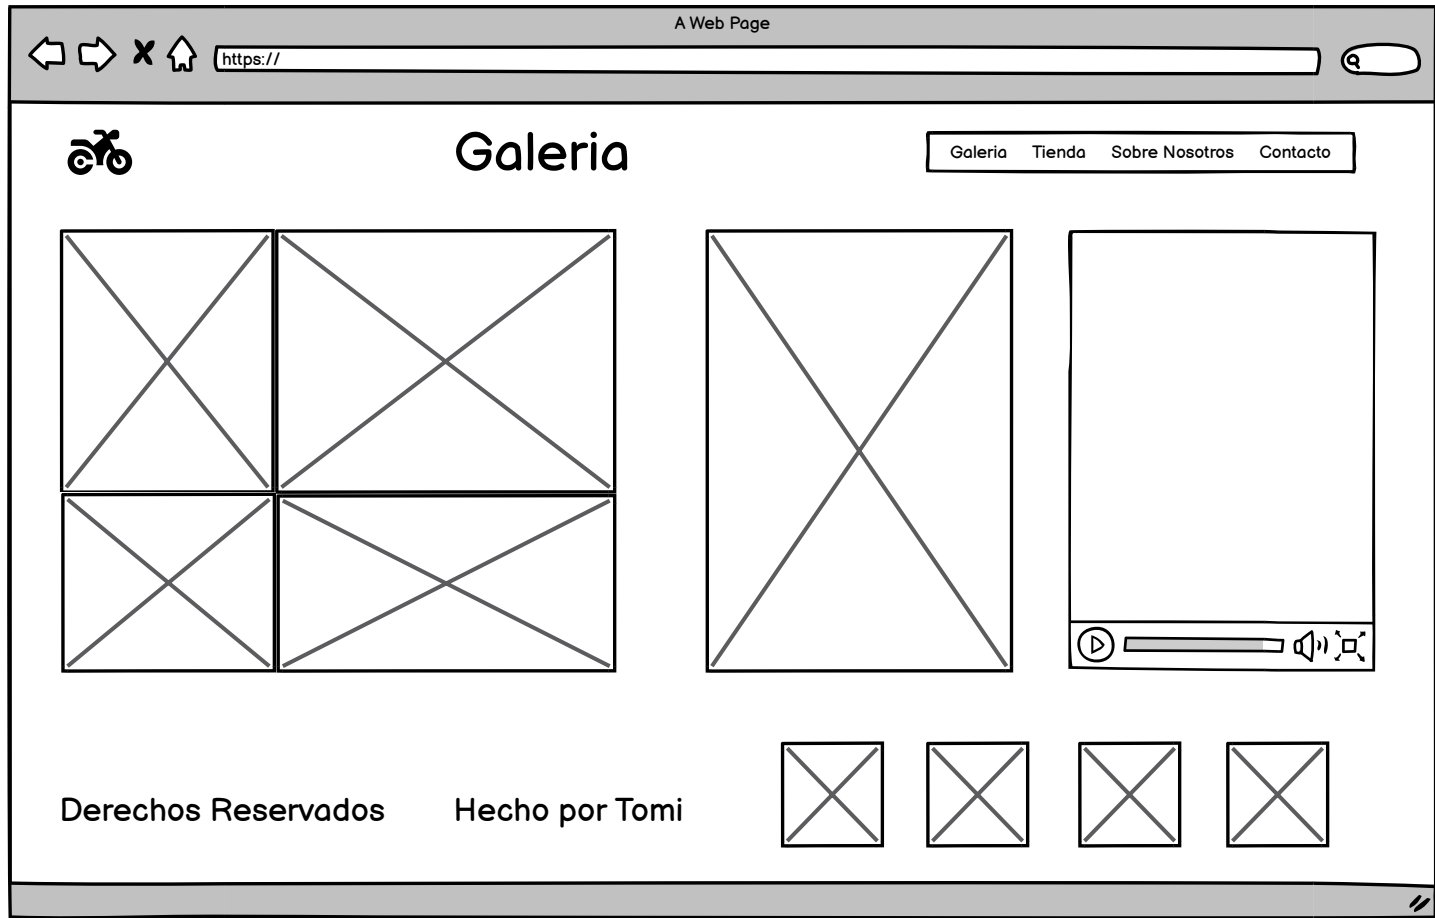 A Web Page
https://
Galeria
Galeria Tienda Sobre Nosotros Contacto
Derechos Reservados
Hecho por Tomi